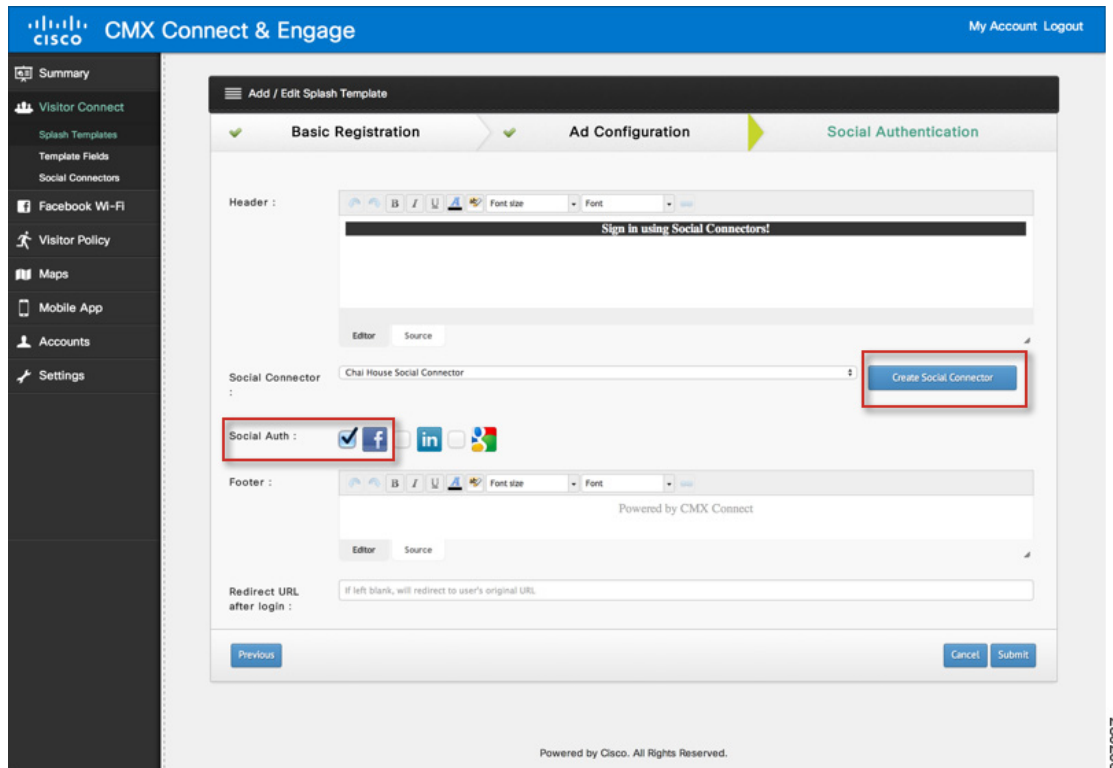 CISCO CMX Connect & Engage
My Account Logout
Summary
Visitor Connect
Splash Templates
Template Fields
Social Connectors
Facebook Wi-Fi
Visitor Policy
Maps
Mobile App
Accounts
Settings
Add / Edit Splash Template
Basic Registration
Ad Configuration
Social Authentication
Header :
B I U A Font size Font
Sign in using Social Connectors!
Editor Source
Social Connector :
Chai House Social Connector
Create Social Connector
Social Auth :
f in g
Footer :
B I U A Font size Font
Powered by CMX Connect
Editor Source
Redirect URL after login :
If left blank, will redirect to user's original URL
Previous
Cancel Submit
Powered by Cisco. All Rights Reserved.